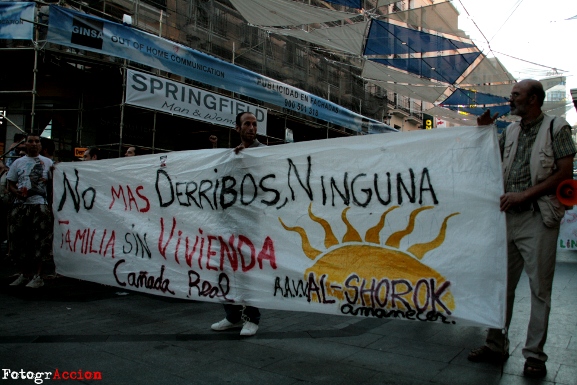 GINSA OUT OF HOME COMMUNICATION
PUBLICIDAD EN FACHADAS
SPRINGFIELD
Man & Woman
NO MAS DERRIBOS, NINGUNA
FAMILIA SIN VIVIENDA
Cañada Real
AL-SHOROK
amanecer.
FotogrAccion